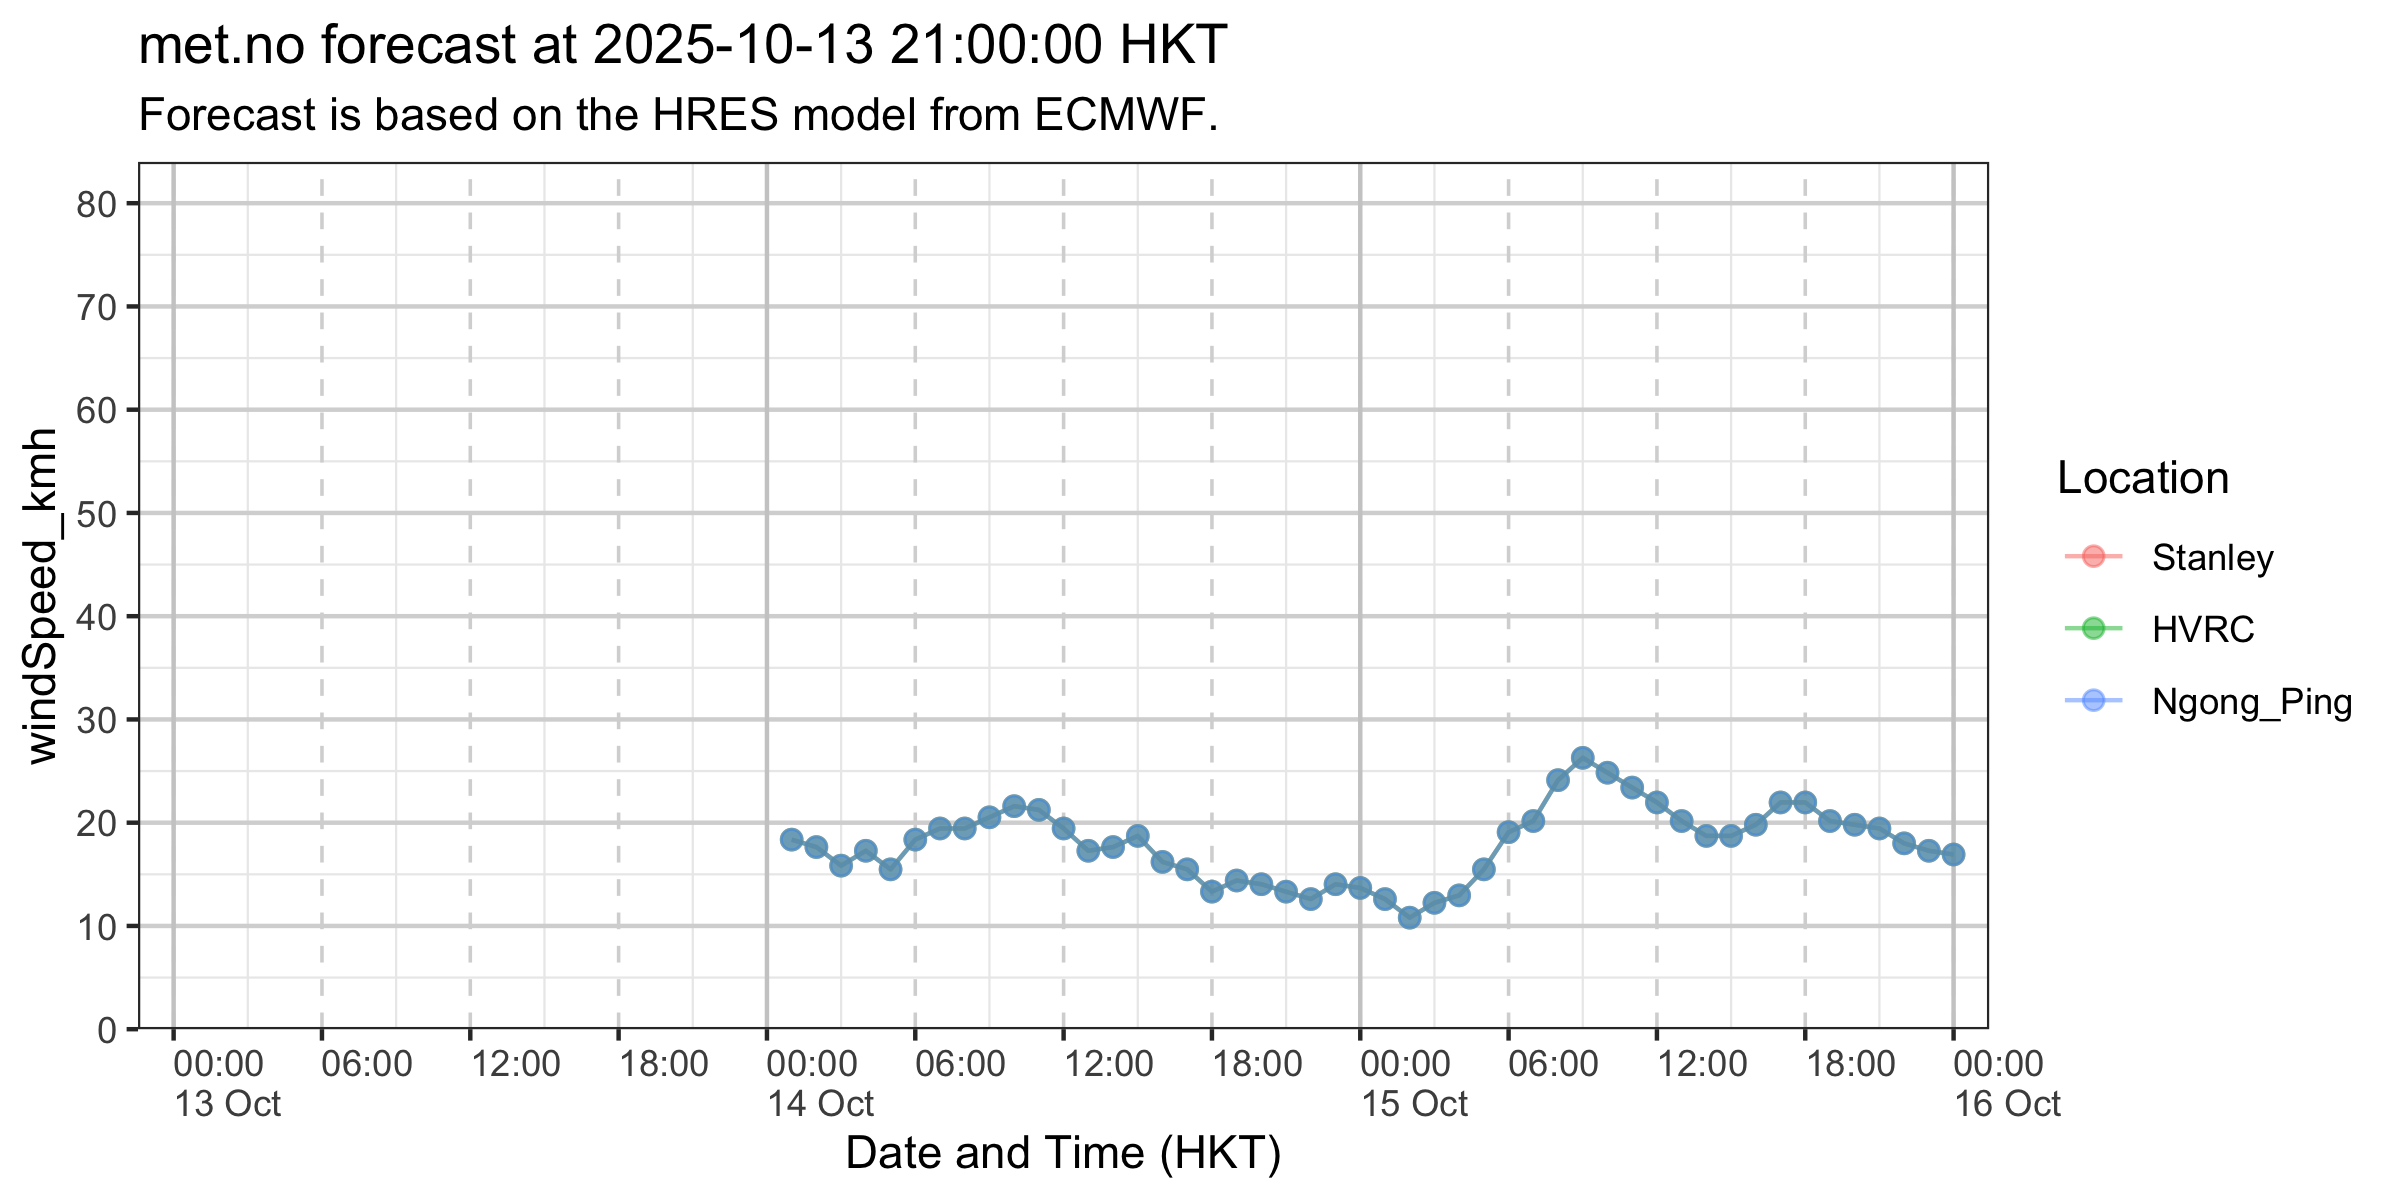 met.no forecast at 2025-10-13 21:00:00 HKT
Forecast is based on the HRES model from ECMWF.
windSpeed_kmh
80
70
60
50
40
30
20
10
0
00:00 06:00 12:00 18:00 00:00 06:00 12:00 18:00 00:00 06:00 12:00 18:00 00:00
13 Oct 14 Oct 15 Oct 16 Oct
Date and Time (HKT)
Location
Stanley
HVRC
Ngong_Ping